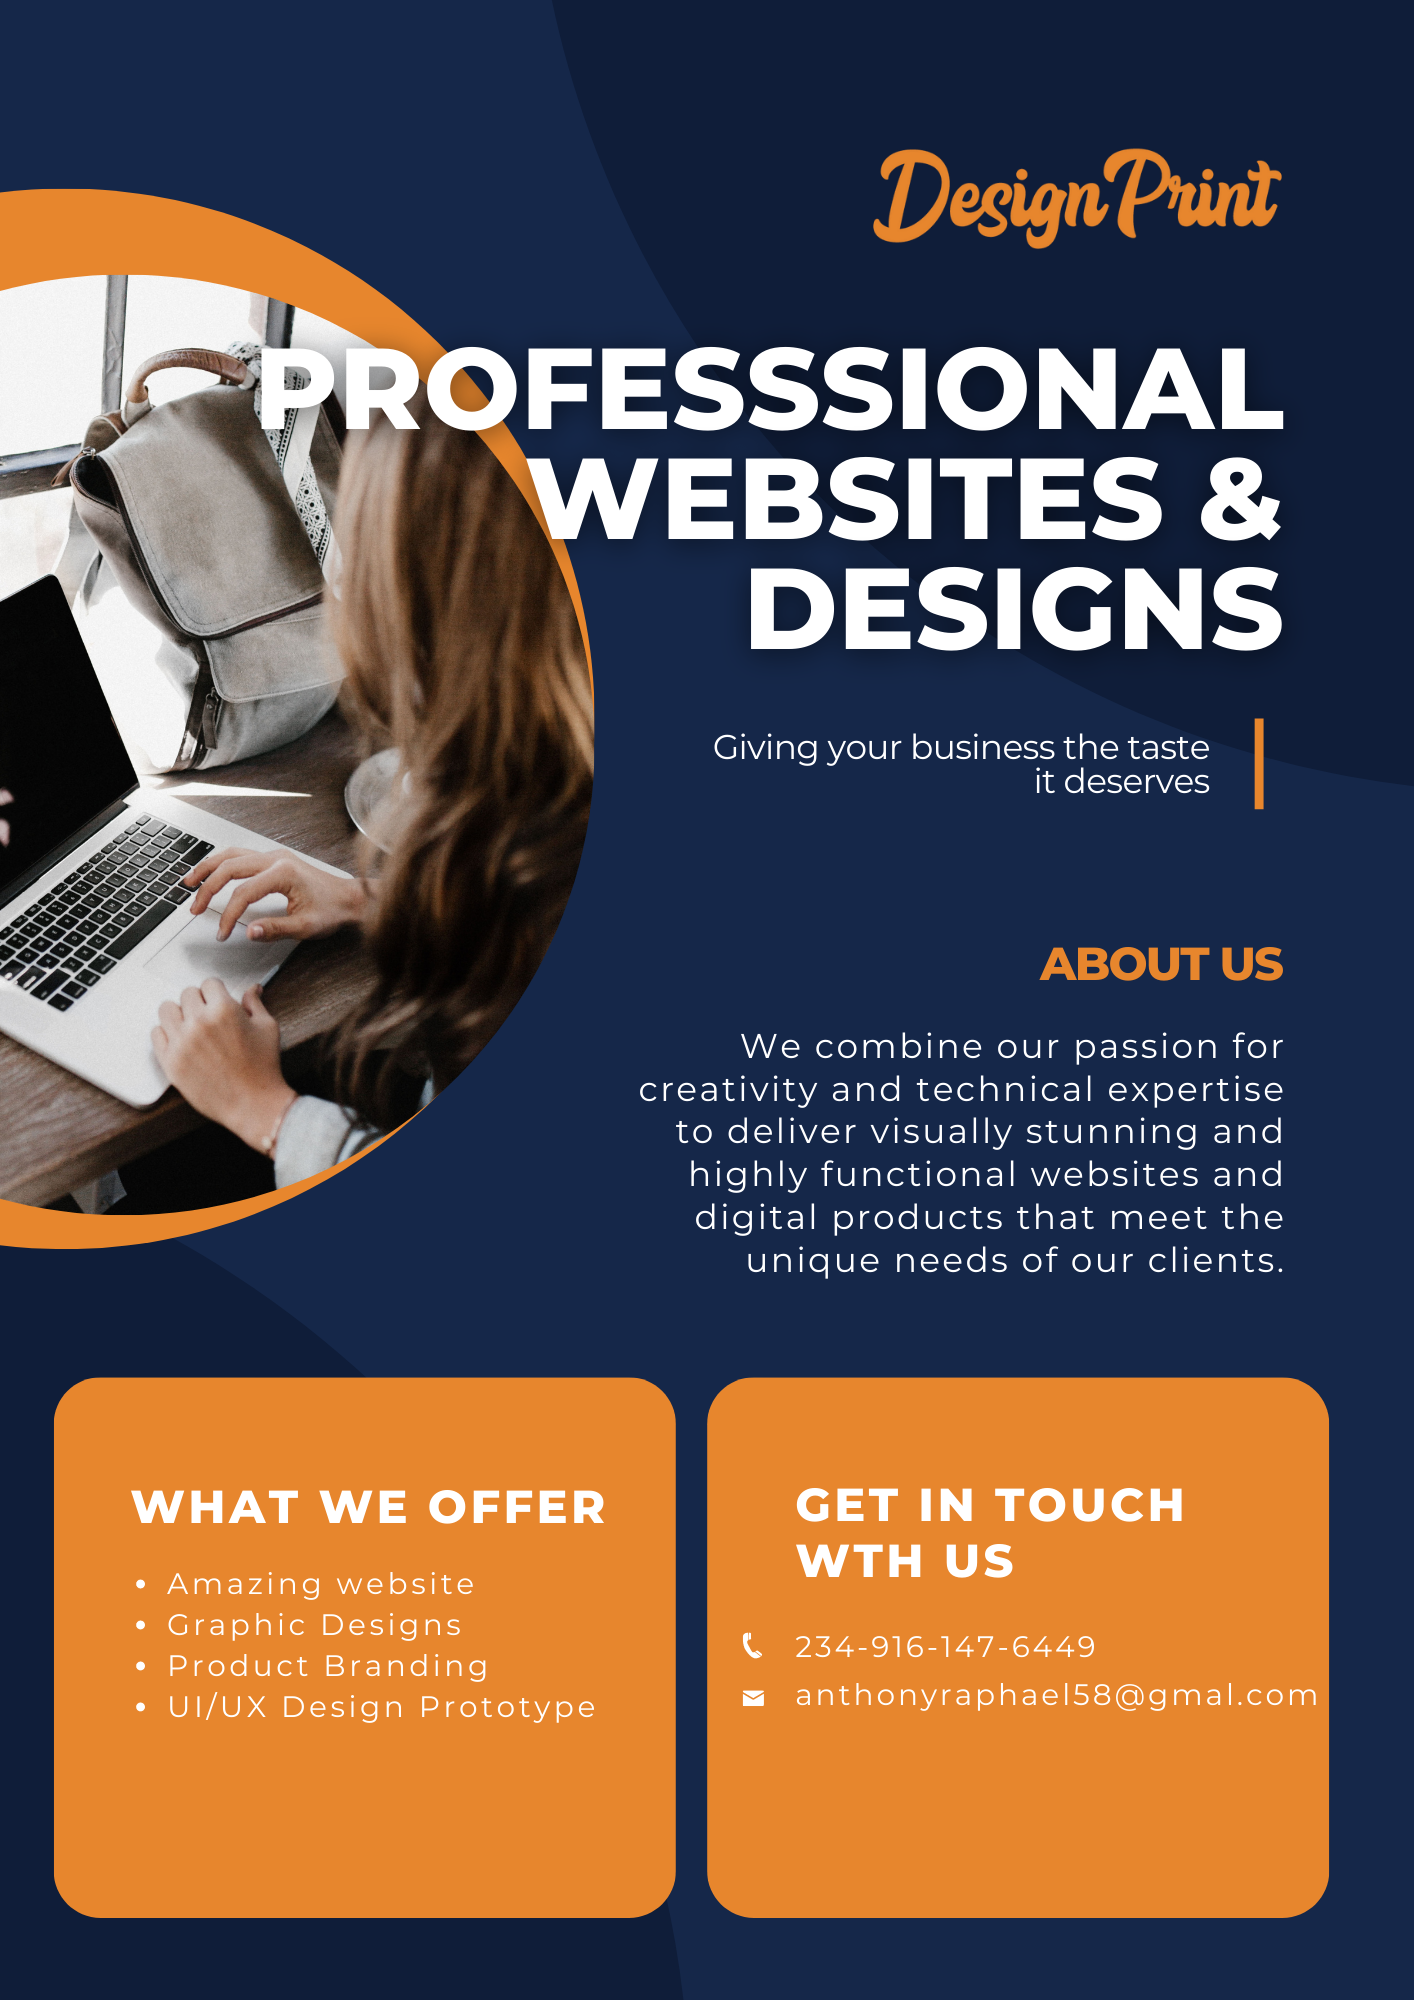 Design Print
PROFESSSIONAL
WEBSITES &
DESIGNS
Giving your business the taste
it deserves
ABOUT US
We combine our passion for
creativity and technical expertise
to deliver visually stunning and
highly functional websites and
digital products that meet the
unique needs of our clients.
WHAT WE OFFER
• Amazing website
• Graphic Designs
• Product Branding
• UI/UX Design Prototype
GET IN TOUCH
WTH US
234-916-147-6449
anthonyraphael58@gmal.com